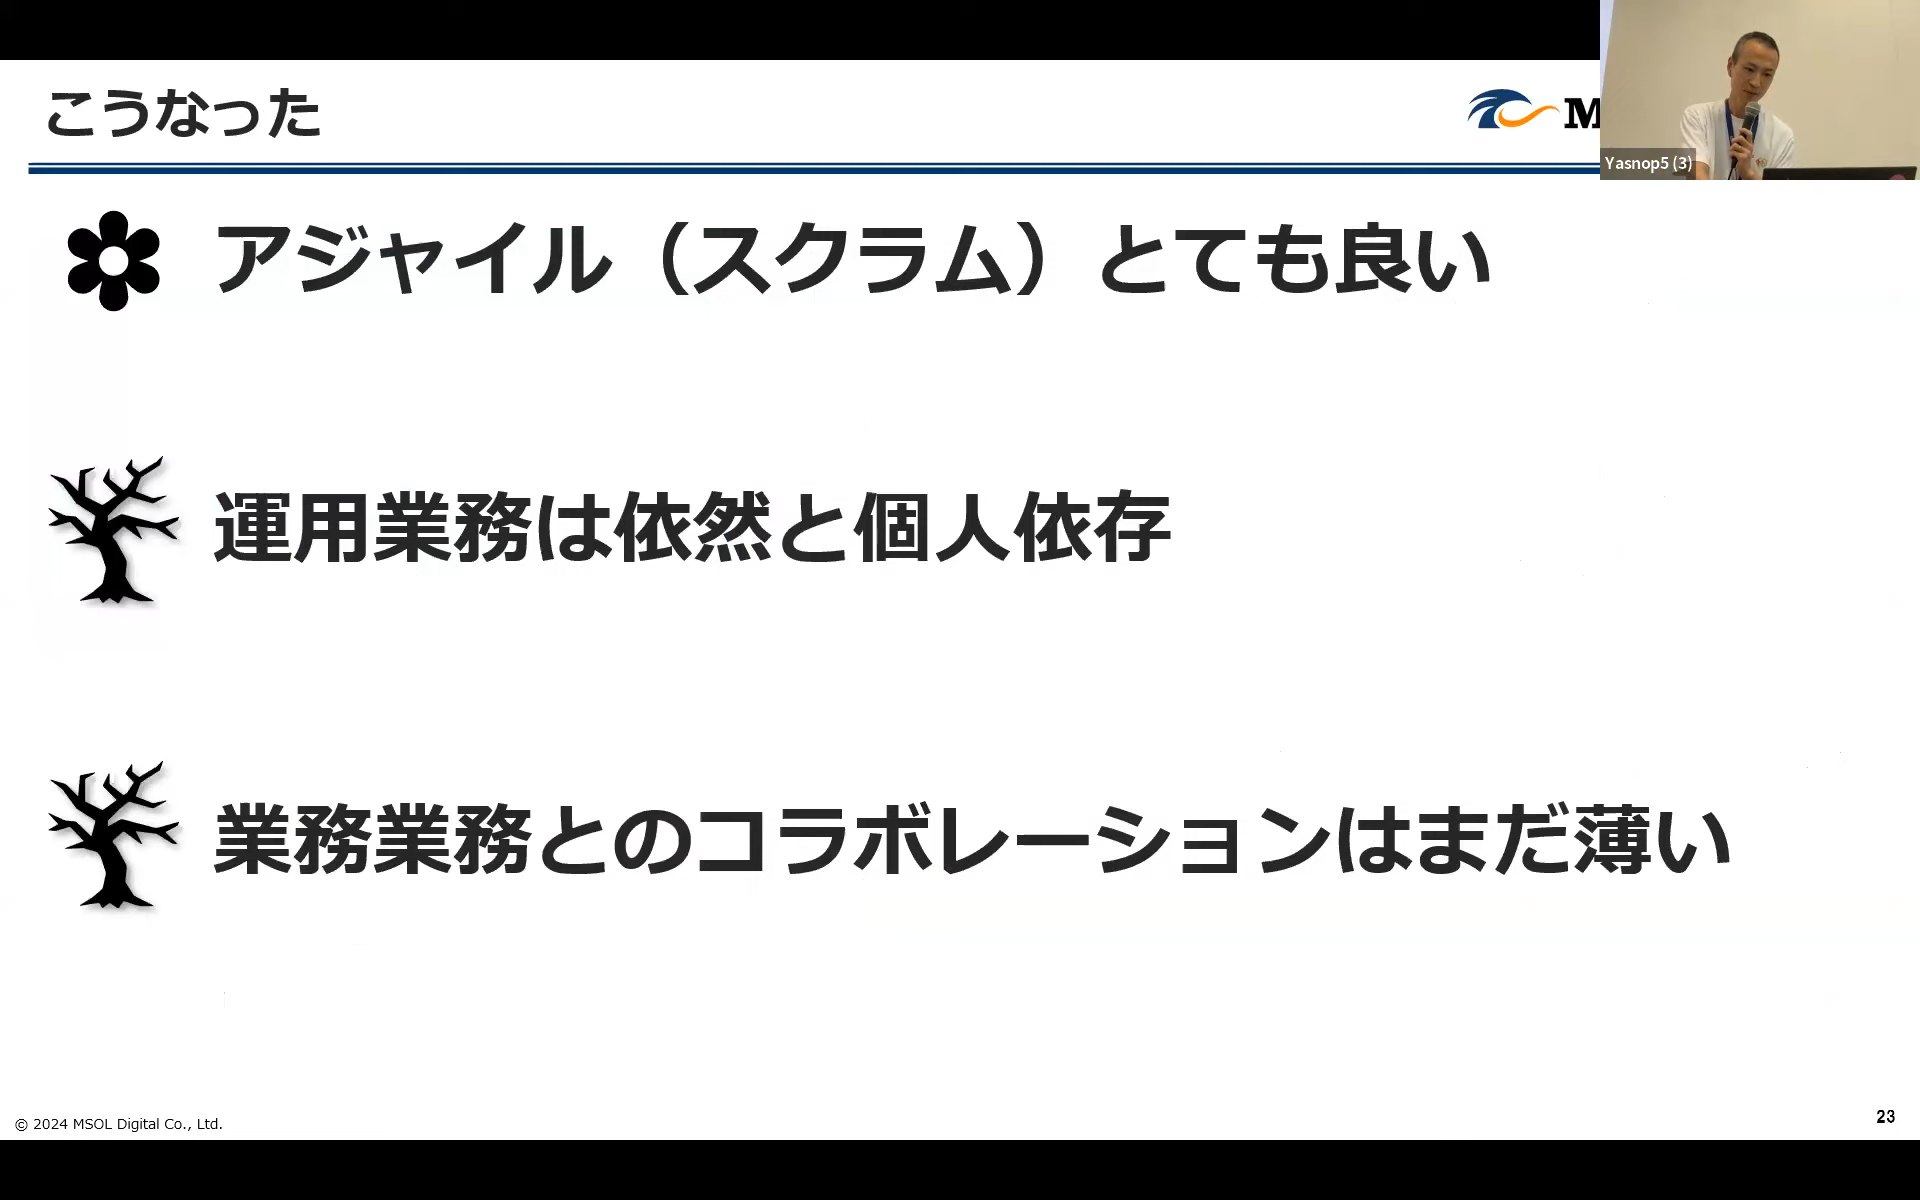 こうなった
M
Yasnop5 (3)
アジャイル（スクラム）とても良い
運用業務は依然と個人依存
業務業務とのコラボレーションはまだ薄い
© 2024 MSOL Digital Co., Ltd.
23